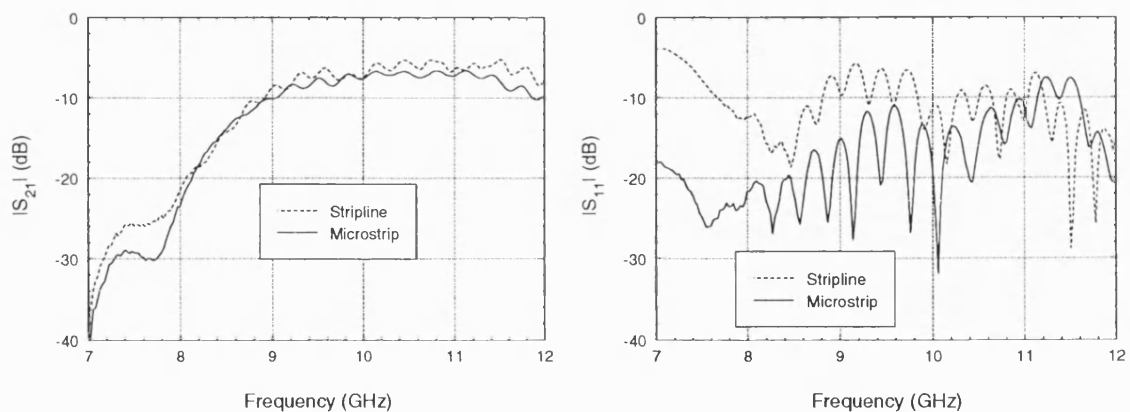 0
-10
-20
-30
-40
|S21| (dB)
Stripline
Microstrip
7
8
9
10
11
12
Frequency (GHz)
0
-10
-20
-30
-40
|S11| (dB)
Stripline
Microstrip
7
8
9
10
11
12
Frequency (GHz)